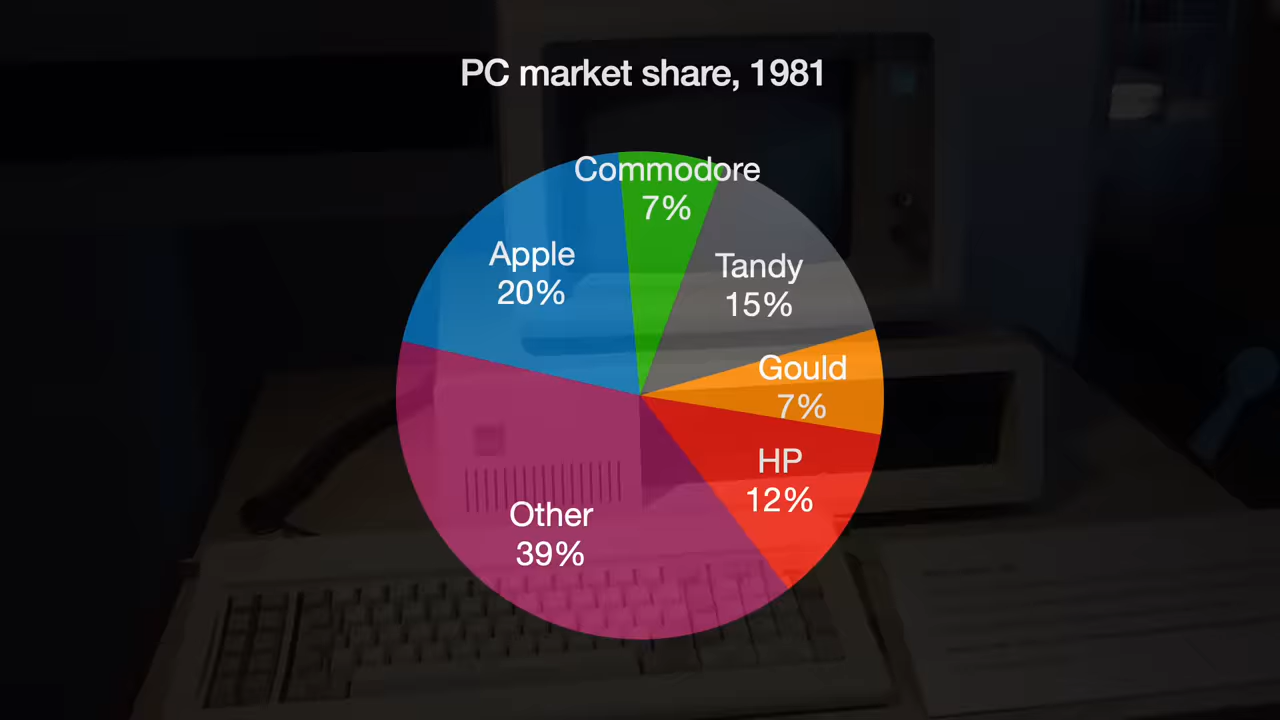 PC market share, 1981
Commodore
7%
Apple
20%
Tandy
15%
Gould
7%
HP
12%
Other
39%